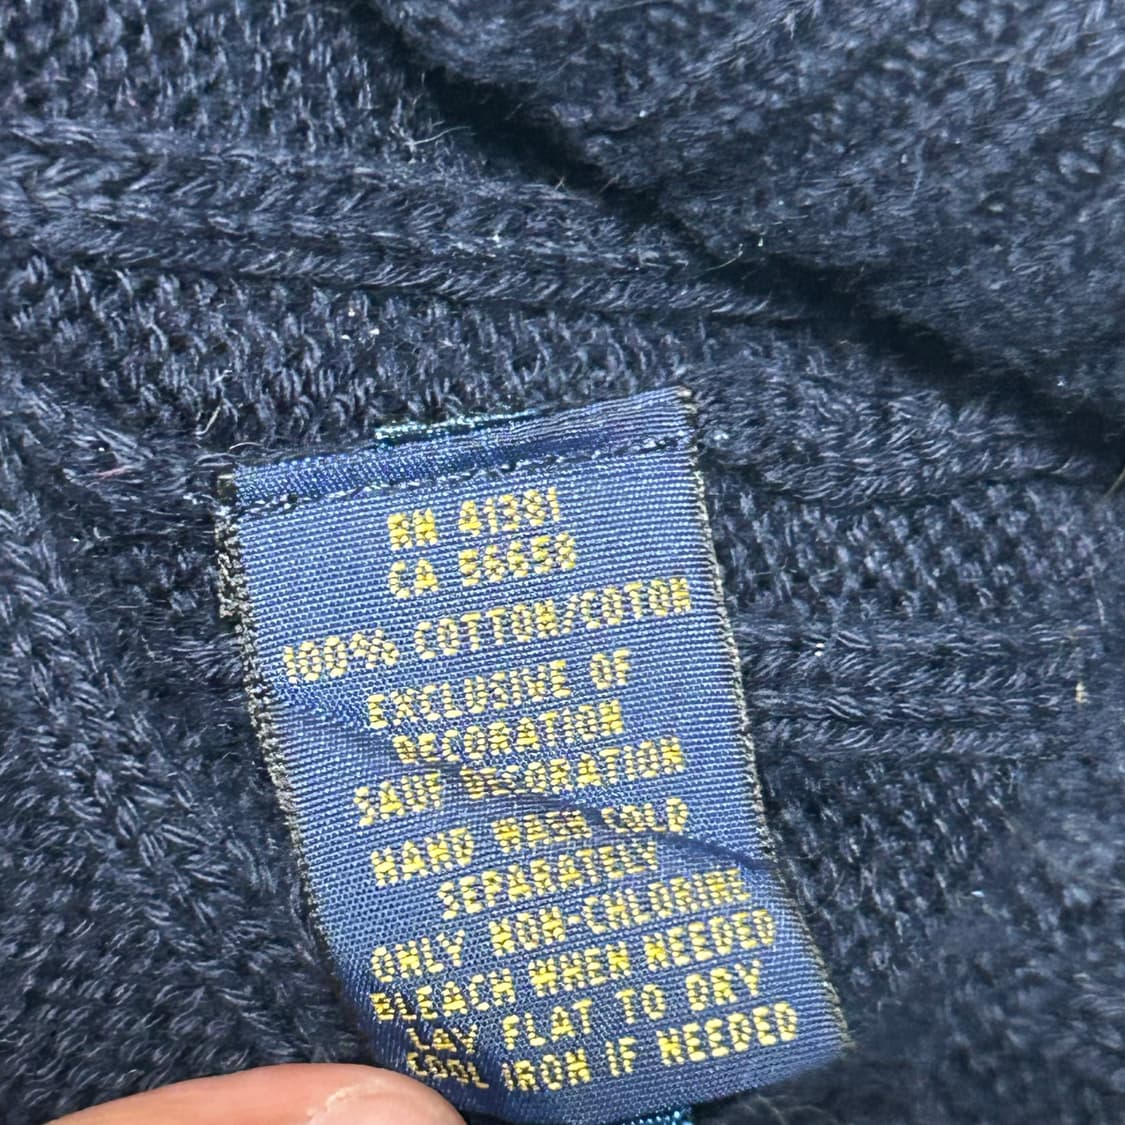 RN 41381
CA 56658
100% COTTON/COTON
EXCLUSIVE OF
DECORATION
SAUF DECORATION
HAND WASH COLD
SEPARATELY
ONLY NON-CHLORINE
BLEACH WHEN NEEDED
LAY FLAT TO DRY
COOL IRON IF NEEDED